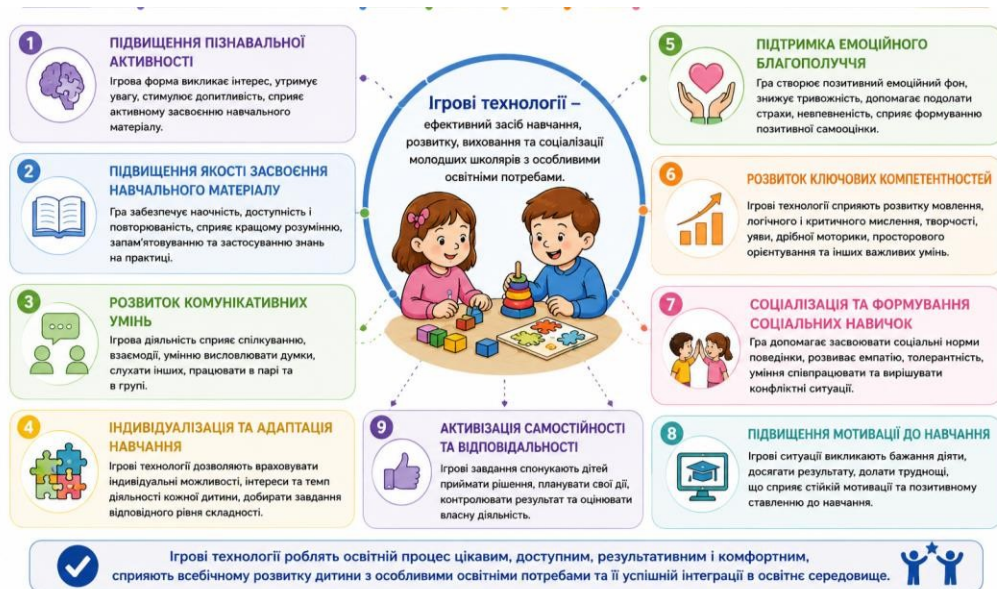 1
ПІДВИЩЕННЯ ПІЗНАВАЛЬНОЇ
АКТИВНОСТІ
Ігрова форма викликає інтерес, утримує
увагу, стимулює допитливість, сприяє
активному засвоєнню навчального
матеріалу.
2
ПІДВИЩЕННЯ ЯКОСТІ ЗАСВОЄННЯ
НАВЧАЛЬНОГО МАТЕРІАЛУ
Гра забезпечує наочність, доступність і
повторюваність, сприяє кращому розумінню,
запам'ятовуванню та застосуванню знань
на практиці.
3
РОЗВИТОК КОМУНІКАТИВНИХ
УМІНЬ
Ігрова діяльність сприяє спілкуванню,
взаємодії, умінню висловлювати думки,
слухати інших, працювати в парі та
в групі.
4
ІНДИВІДУАЛІЗАЦІЯ ТА АДАПТАЦІЯ
НАВЧАННЯ
Ігрові технології дозволяють враховувати
індивідуальні можливості, інтереси та темп
діяльності кожної дитини, добирати завдання
відповідного рівня складності.
Ігрові технології –
ефективний засіб навчання,
розвитку, виховання та соціалізації
молодших школярів з особливими
освітніми потребами.
5
ПІДТРИМКА ЕМОЦІЙНОГО
БЛАГОПОЛУЧЧЯ
Гра створює позитивний емоційний фон,
знижує тривожність, допомагає подолати
страхи, невпевненість, сприяє формуванню
позитивної самооцінки.
6
РОЗВИТОК КЛЮЧОВИХ КОМПЕТЕНТНОСТЕЙ
Ігрові технології сприяють розвитку мовлення,
логічного і критичного мислення, творчості,
уяви, дрібної моторики, просторового
орієнтування та інших важливих умінь.
7
СОЦІАЛІЗАЦІЯ ТА ФОРМУВАННЯ
СОЦІАЛЬНИХ НАВИЧОК
Гра допомагає засвоювати соціальні норми
поведінки, розвиває емпатію, толерантність,
уміння співпрацювати та вирішувати
конфліктні ситуації.
8
ПІДВИЩЕННЯ МОТИВАЦІЇ ДО НАВЧАННЯ
Ігрові ситуації викликають бажання діяти,
досягати результату, долати труднощі,
що сприяє стійкій мотивації та позитивному
ставленню до навчання.
9
АКТИВІЗАЦІЯ САМОСТІЙНОСТІ
ТА ВІДПОВІДАЛЬНОСТІ
Ігрові завдання спонукають дітей
приймати рішення, планувати свої дії,
контролювати результат та оцінювати
власну діяльність.
Ігрові технології роблять освітній процес цікавим, доступним, результативним і комфортним,
сприяють всебічному розвитку дитини з особливими освітніми потребами та її успішній інтеграції в освітнє середовище.